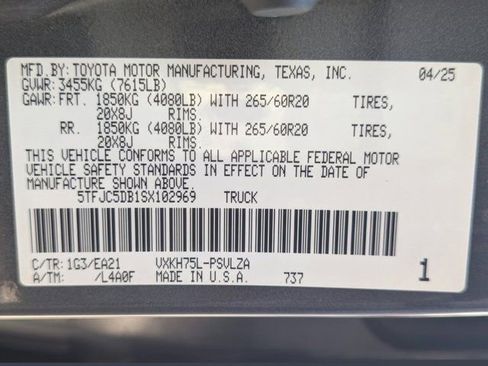 MFD.BY: TOYOTA MOTOR MANUFACTURING, TEXAS, INC. 04/25
GVWR: 3455KG (7615LB)
GAWR: FRT. 1850KG (4080LB) WITH 265/60R20 TIRES,
20X8J RIMS.
RR. 1850KG (4080LB) WITH 265/60R20 TIRES,
20X8J RIMS.
THIS VEHICLE CONFORMS TO ALL APPLICABLE FEDERAL MOTOR
VEHICLE SAFETY STANDARDS IN EFFECT ON THE DATE OF
MANUFACTURE SHOWN ABOVE.
5TFJC5DB1SX102969 TRUCK
C/TR: 1G3/EA21 VXKH75L-PSVLZA
A/TM: /L4A0F MADE IN U.S.A. 737 1